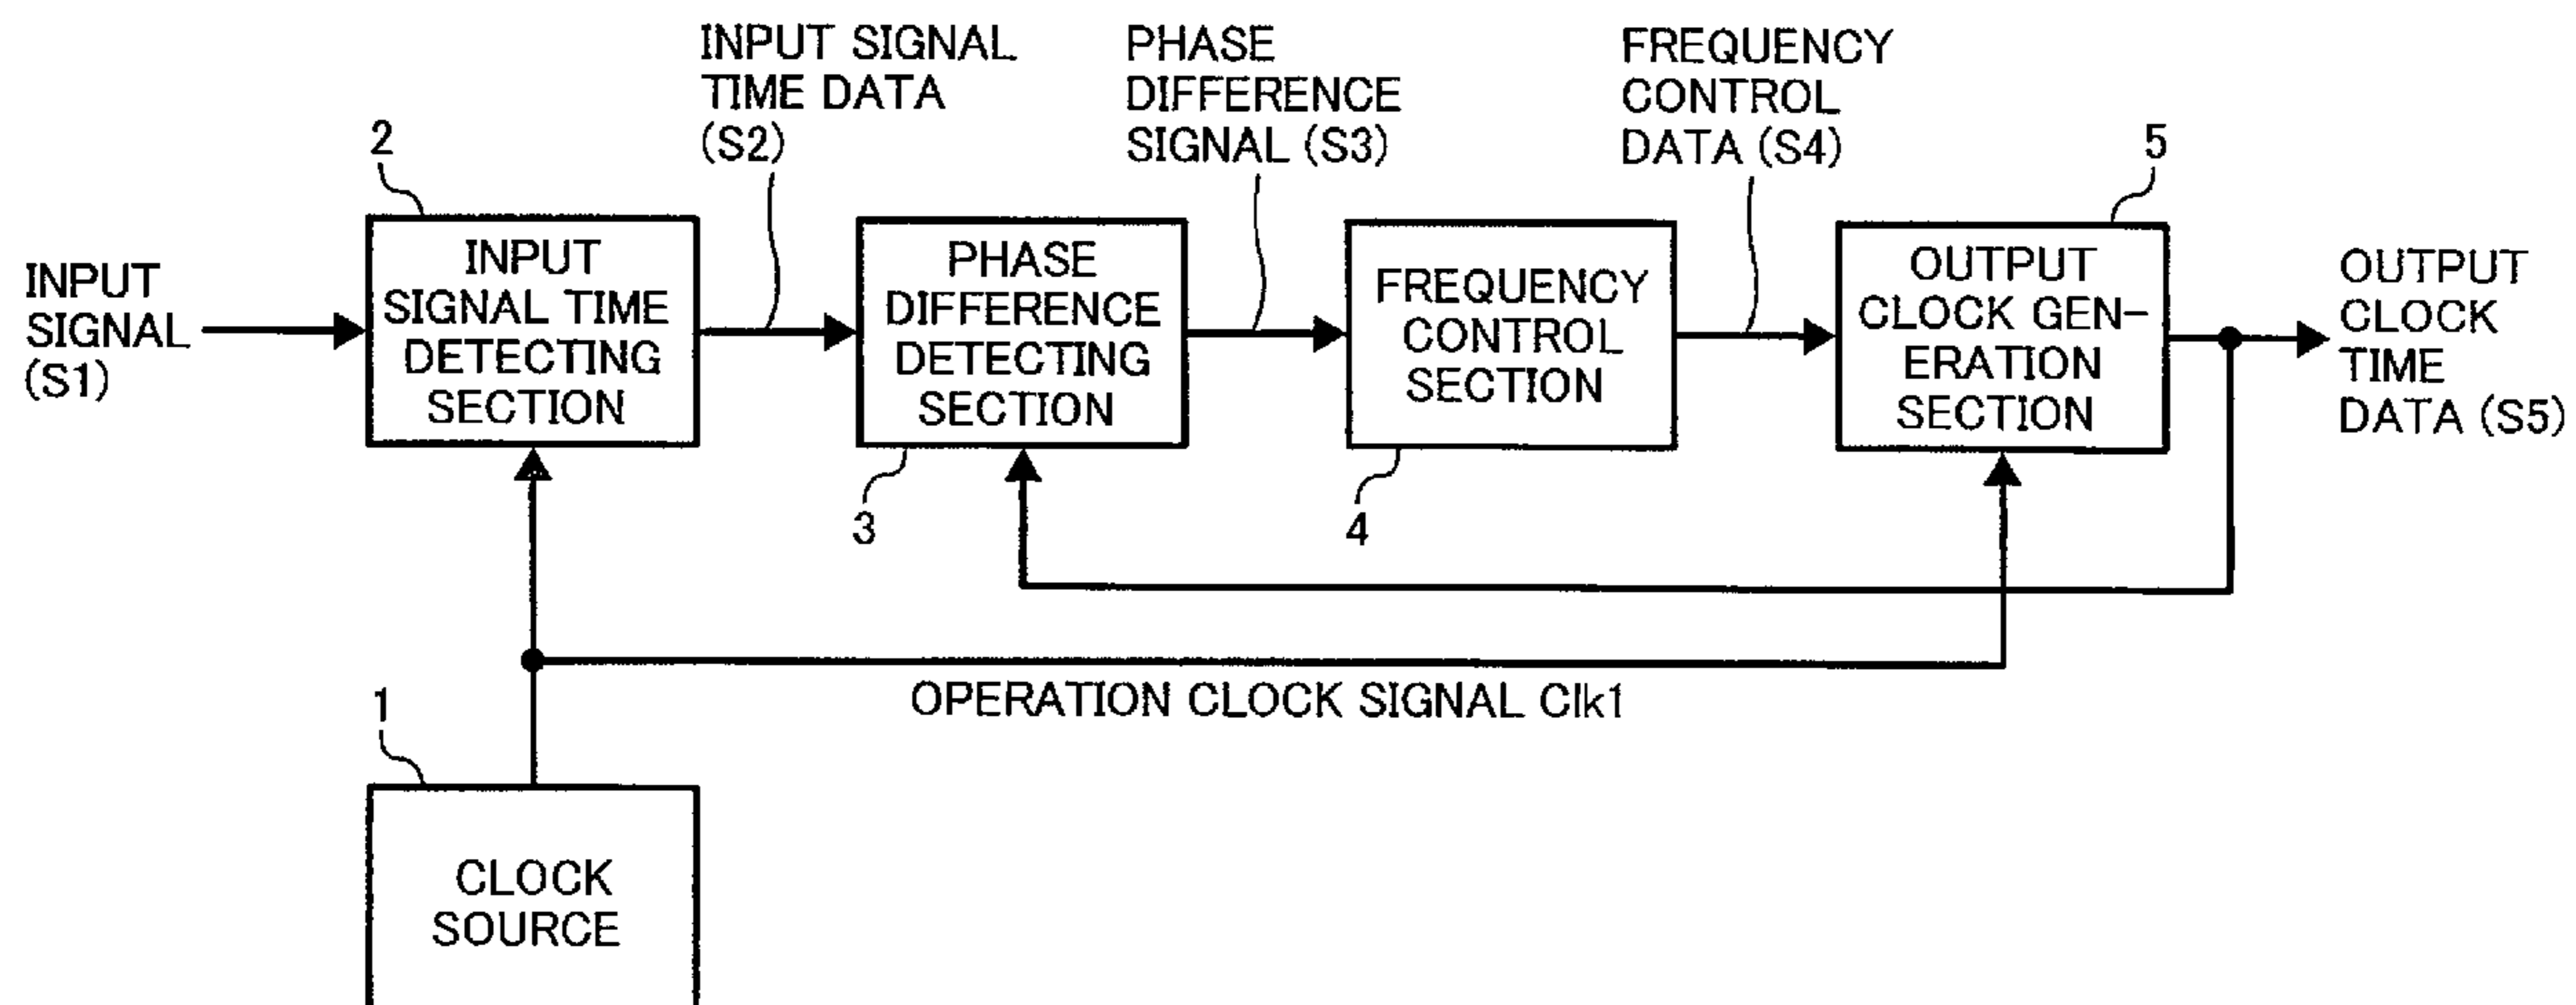 INPUT SIGNAL
TIME DATA
(S2)
PHASE
DIFFERENCE
SIGNAL (S3)
FREQUENCY
CONTROL
DATA (S4)
2
5
INPUT
SIGNAL
(S1)
INPUT
SIGNAL TIME
DETECTING
SECTION
PHASE
DIFFERENCE
DETECTING
SECTION
FREQUENCY
CONTROL
SECTION
OUTPUT
CLOCK GEN-
ERATION
SECTION
OUTPUT
CLOCK
TIME
DATA (S5)
3
4
OPERATION CLOCK SIGNAL Clk1
1
CLOCK
SOURCE